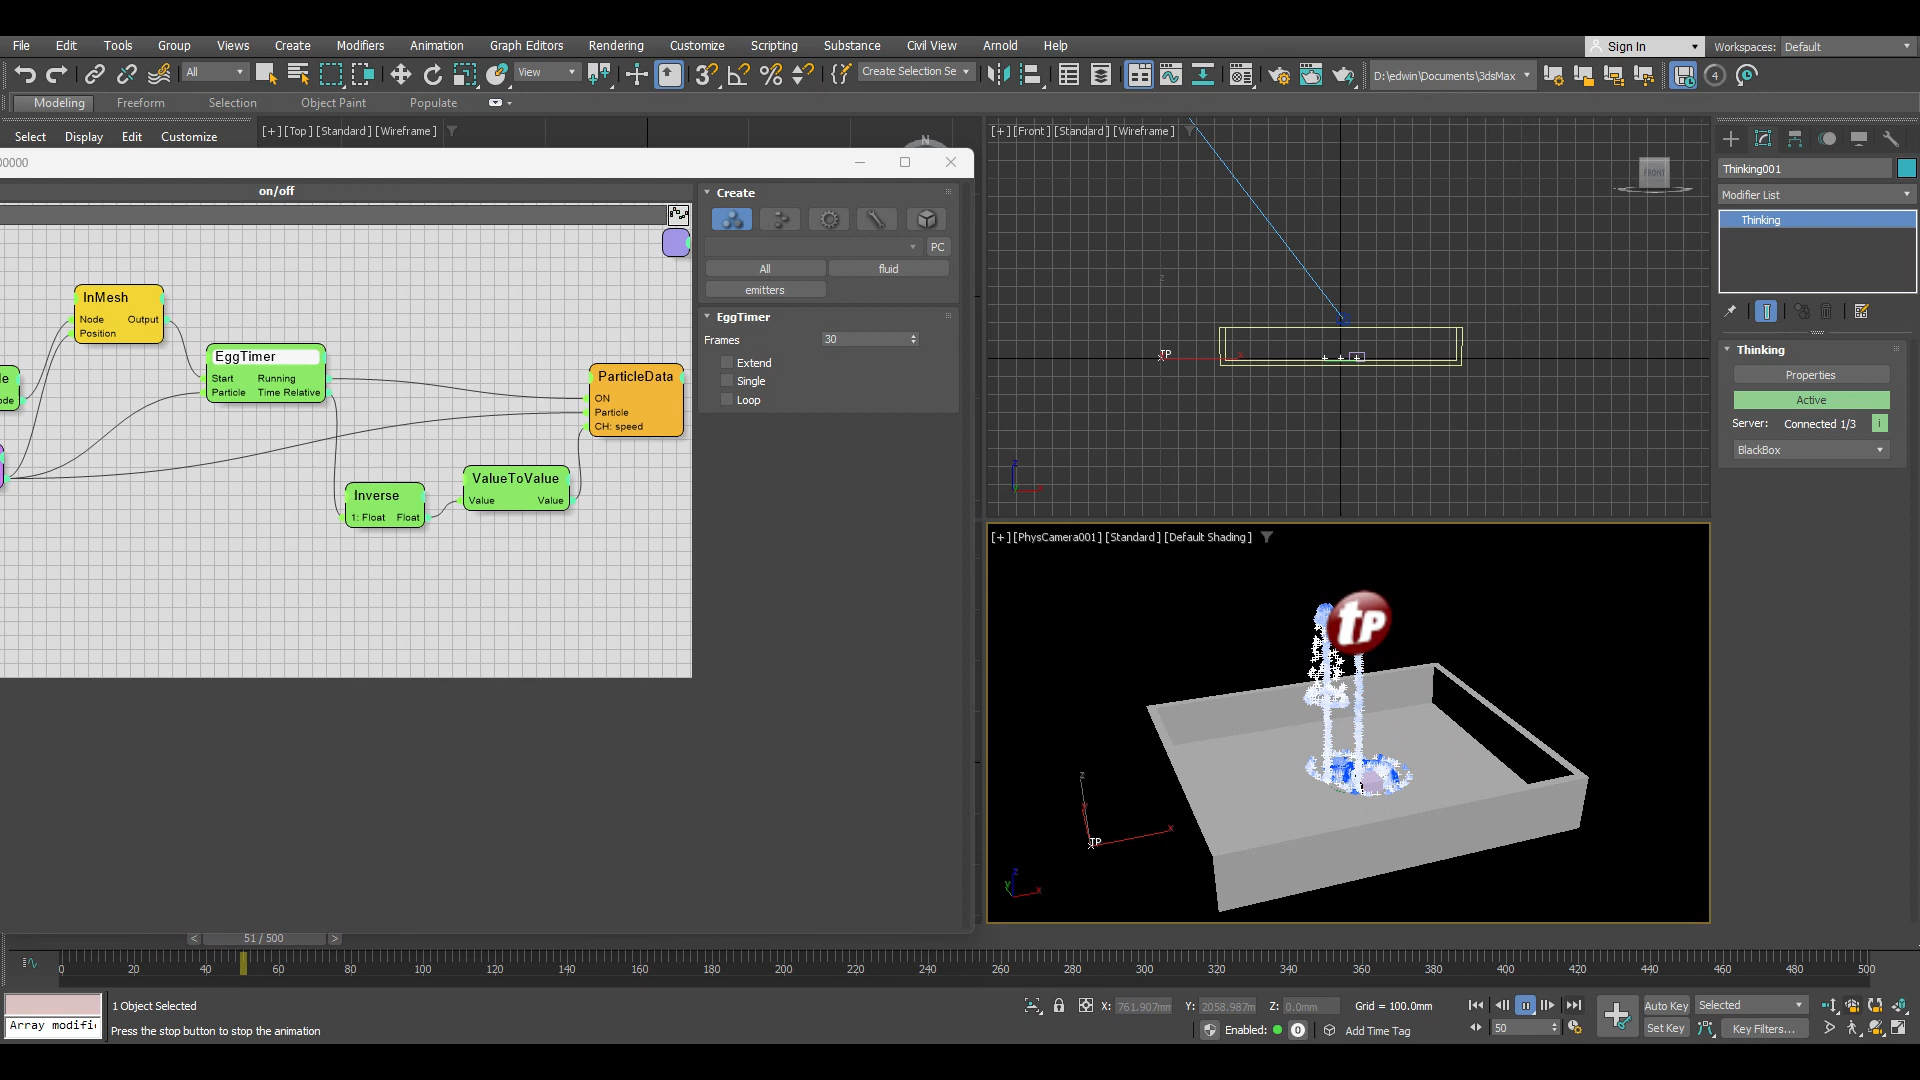 File Edit Tools Group Views Create Modifiers Animation Graph Editors Rendering Customize Scripting Substance Civil View Arnold Help
Sign In Workspaces: Default
All View Create Selection Se D:\edwin\Documents\3dsMax 4
Modeling Freeform Selection Object Paint Populate
Select Display Edit Customize
[+] [Top] [Standard] [Wireframe]
N
[+] [Front] [Standard] [Wireframe]
FRONT
z
TP
x
z
00000
on/off
InMesh
Node Output
Position
EggTimer
Start Running
Particle Time Relative
ParticleData
ON
Particle
CH: speed
ValueToValue
Value Value
Inverse
1: Float Float
Create
PC
All fluid
emitters
EggTimer
Frames 30
Extend
Single
Loop
Thinking001
Modifier List
Thinking
Thinking
Properties
Active
Server: Connected 1/3 i
BlackBox
[+] [PhysCamera001] [Standard] [Default Shading]
tp
z
x
TP
z
y
x
< 51 / 500 >
0 20 40 60 80 100 120 140 160 180 200 220 240 260 280 300 320 340 360 380 400 420 440 460 480 500
1 Object Selected
X: 761.907mm Y: 2058.987m Z: 0.0mm Grid = 100.0mm
Auto Key Selected
Array modifi
Press the stop button to stop the animation
Enabled: 0 Add Time Tag
50
Set Key Key Filters...